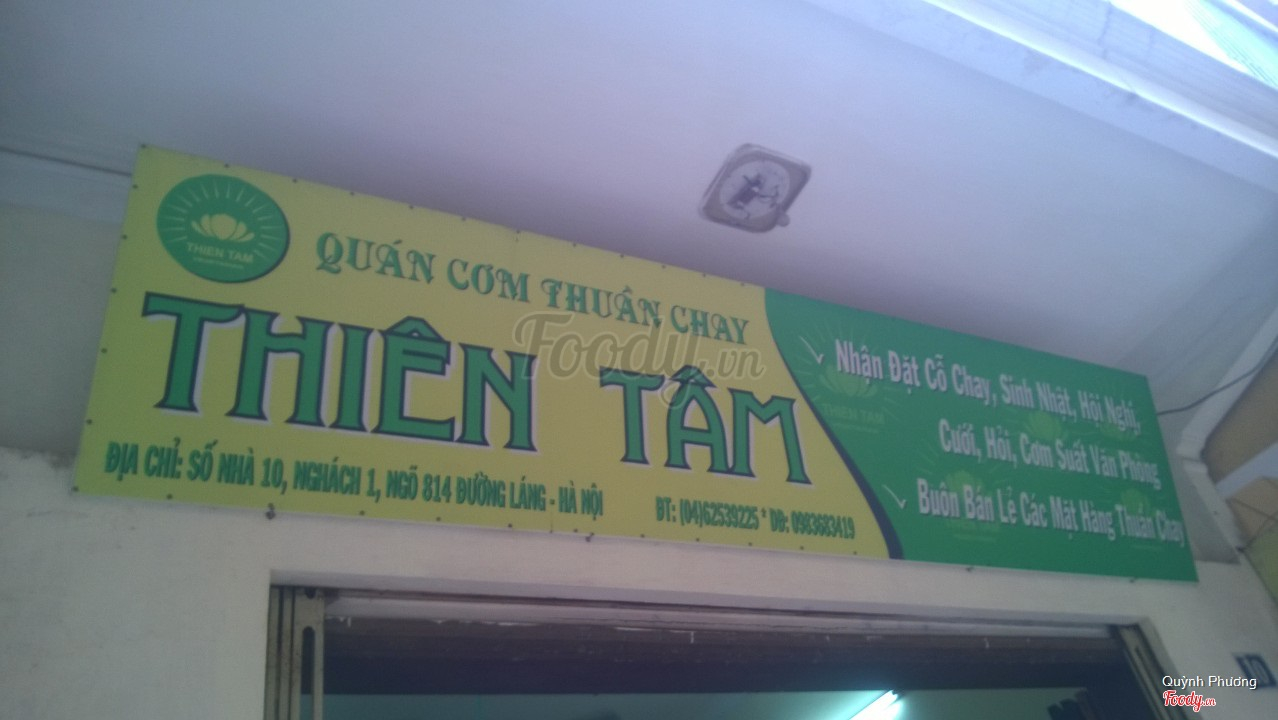 THIEN TAM
QUÁN CƠM THUẦN CHAY
THIÊN TÂM
ĐỊA CHỈ: SỐ NHÀ 10, NGHÁCH 1, NGÕ 814 ĐƯỜNG LÁNG - HÀ NỘI
ĐT: (04)62539225 * DĐ: 0983683419
Nhận Đặt Cỗ Chay, Sinh Nhật, Hội Nghị,
Cưới, Hỏi, Cơm Suất Văn Phòng
Buôn Bán Lẻ Các Mặt Hàng Thuần Chay
Foody.vn
10
Quỳnh Phương
Foody.vn